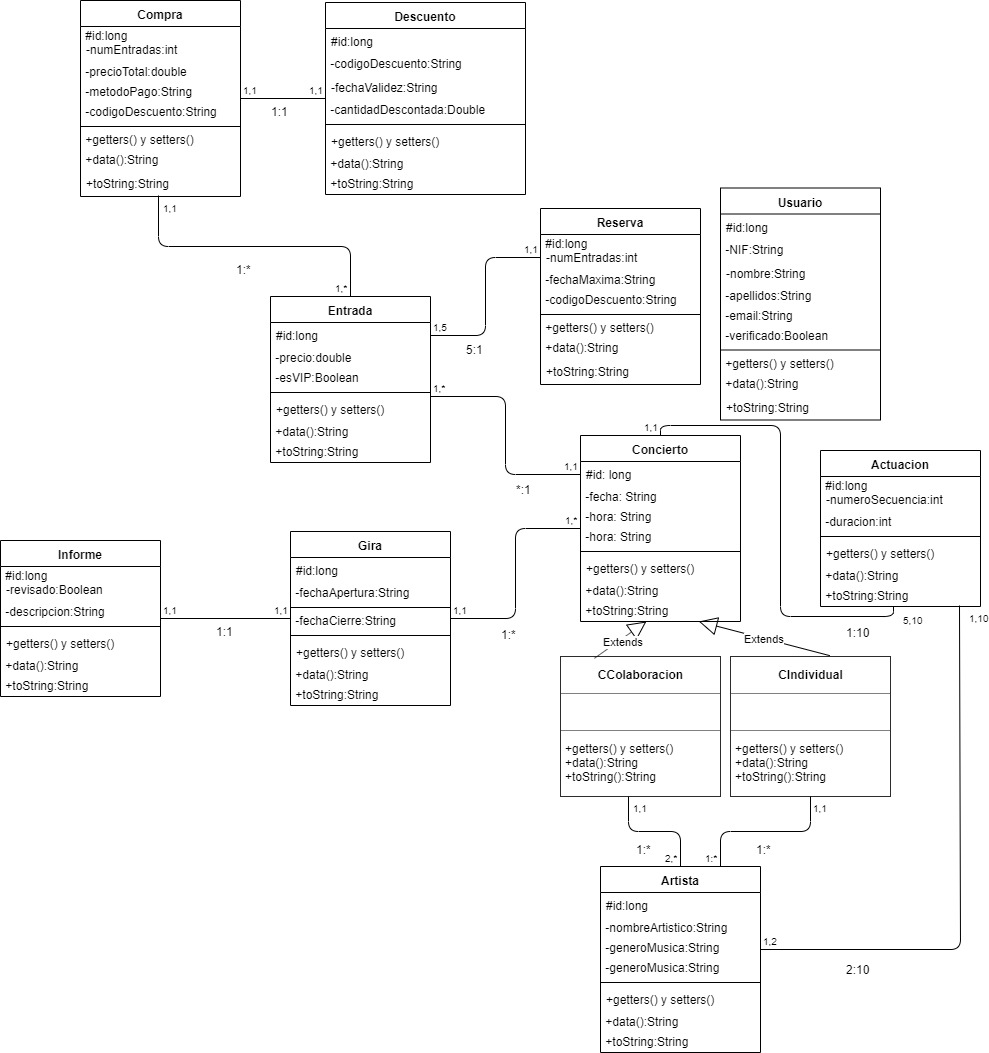 Compra
#id:long
-numEntradas:int
-precioTotal:double
-metodoPago:String
-codigoDescuento:String
+getters() y setters()
+data():String
+toString:String
1,1
1,1
1:1
Descuento
#id:long
-codigoDescuento:String
-fechaValidez:String
-cantidadDescontada:Double
+getters() y setters()
+data():String
+toString:String
1,1
1:*
1,*
Entrada
#id:long
-precio:double
-esVIP:Boolean
+getters() y setters()
+data():String
+toString:String
1,5
5:1
1,1
Reserva
#id:long
-numEntradas:int
-fechaMaxima:String
-codigoDescuento:String
+getters() y setters()
+data():String
+toString:String
Usuario
#id:long
-NIF:String
-nombre:String
-apellidos:String
-email:String
-verificado:Boolean
+getters() y setters()
+data():String
+toString:String
1,*
*:1
1,1
1,1
Concierto
#id: long
-fecha: String
-hora: String
-hora: String
+getters() y setters()
+data():String
+toString:String
Actuacion
#id:long
-numeroSecuencia:int
-duracion:int
+getters() y setters()
+data():String
+toString:String
5,10
1,10
1:10
Informe
#id:long
-revisado:Boolean
-descripcion:String
+getters() y setters()
+data():String
+toString:String
1,1
1,1
1:1
Gira
#id:long
-fechaApertura:String
-fechaCierre:String
+getters() y setters()
+data():String
+toString:String
1,1
1:*
1,*
Extends
Extends
CColaboracion
+getters() y setters()
+data():String
+toString():String
CIndividual
+getters() y setters()
+data():String
+toString():String
1,1
1:*
2,*
1,1
1:*
1:*
Artista
#id:long
-nombreArtistico:String
-generoMusica:String
-generoMusica:String
+getters() y setters()
+data():String
+toString:String
1,2
2:10